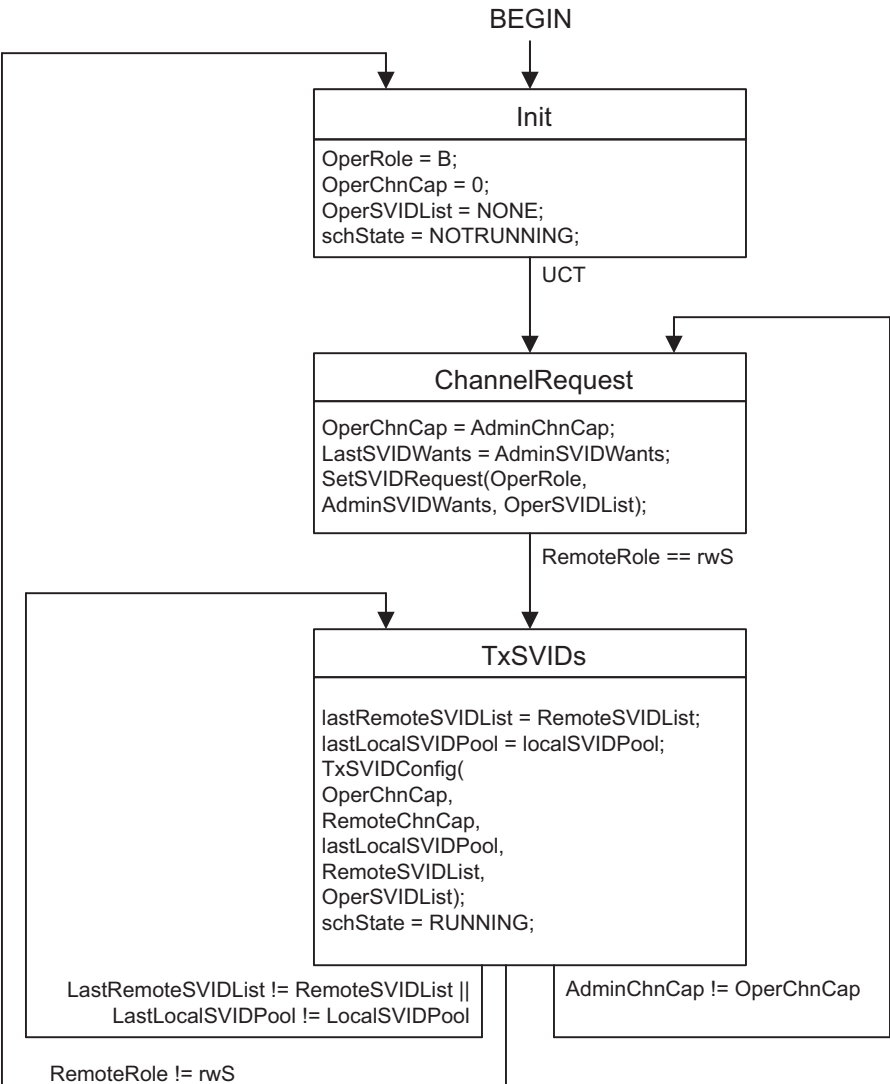 BEGIN
Init
OperRole = B;
OperChnCap = 0;
OperSVIDList = NONE;
schState = NOTRUNNING;
UCT
ChannelRequest
OperChnCap = AdminChnCap;
LastSVIDWants = AdminSVIDWants;
SetSVIDRequest(OperRole,
AdminSVIDWants, OperSVIDList);
RemoteRole == rwS
TxSVIDs
lastRemoteSVIDList = RemoteSVIDList;
lastLocalSVIDPool = localSVIDPool;
TxSVIDConfig(
OperChnCap,
RemoteChnCap,
lastLocalSVIDPool,
RemoteSVIDList,
OperSVIDList);
schState = RUNNING;
LastRemoteSVIDList != RemoteSVIDList ||
LastLocalSVIDPool != LocalSVIDPool
AdminChnCap != OperChnCap
RemoteRole != rwS